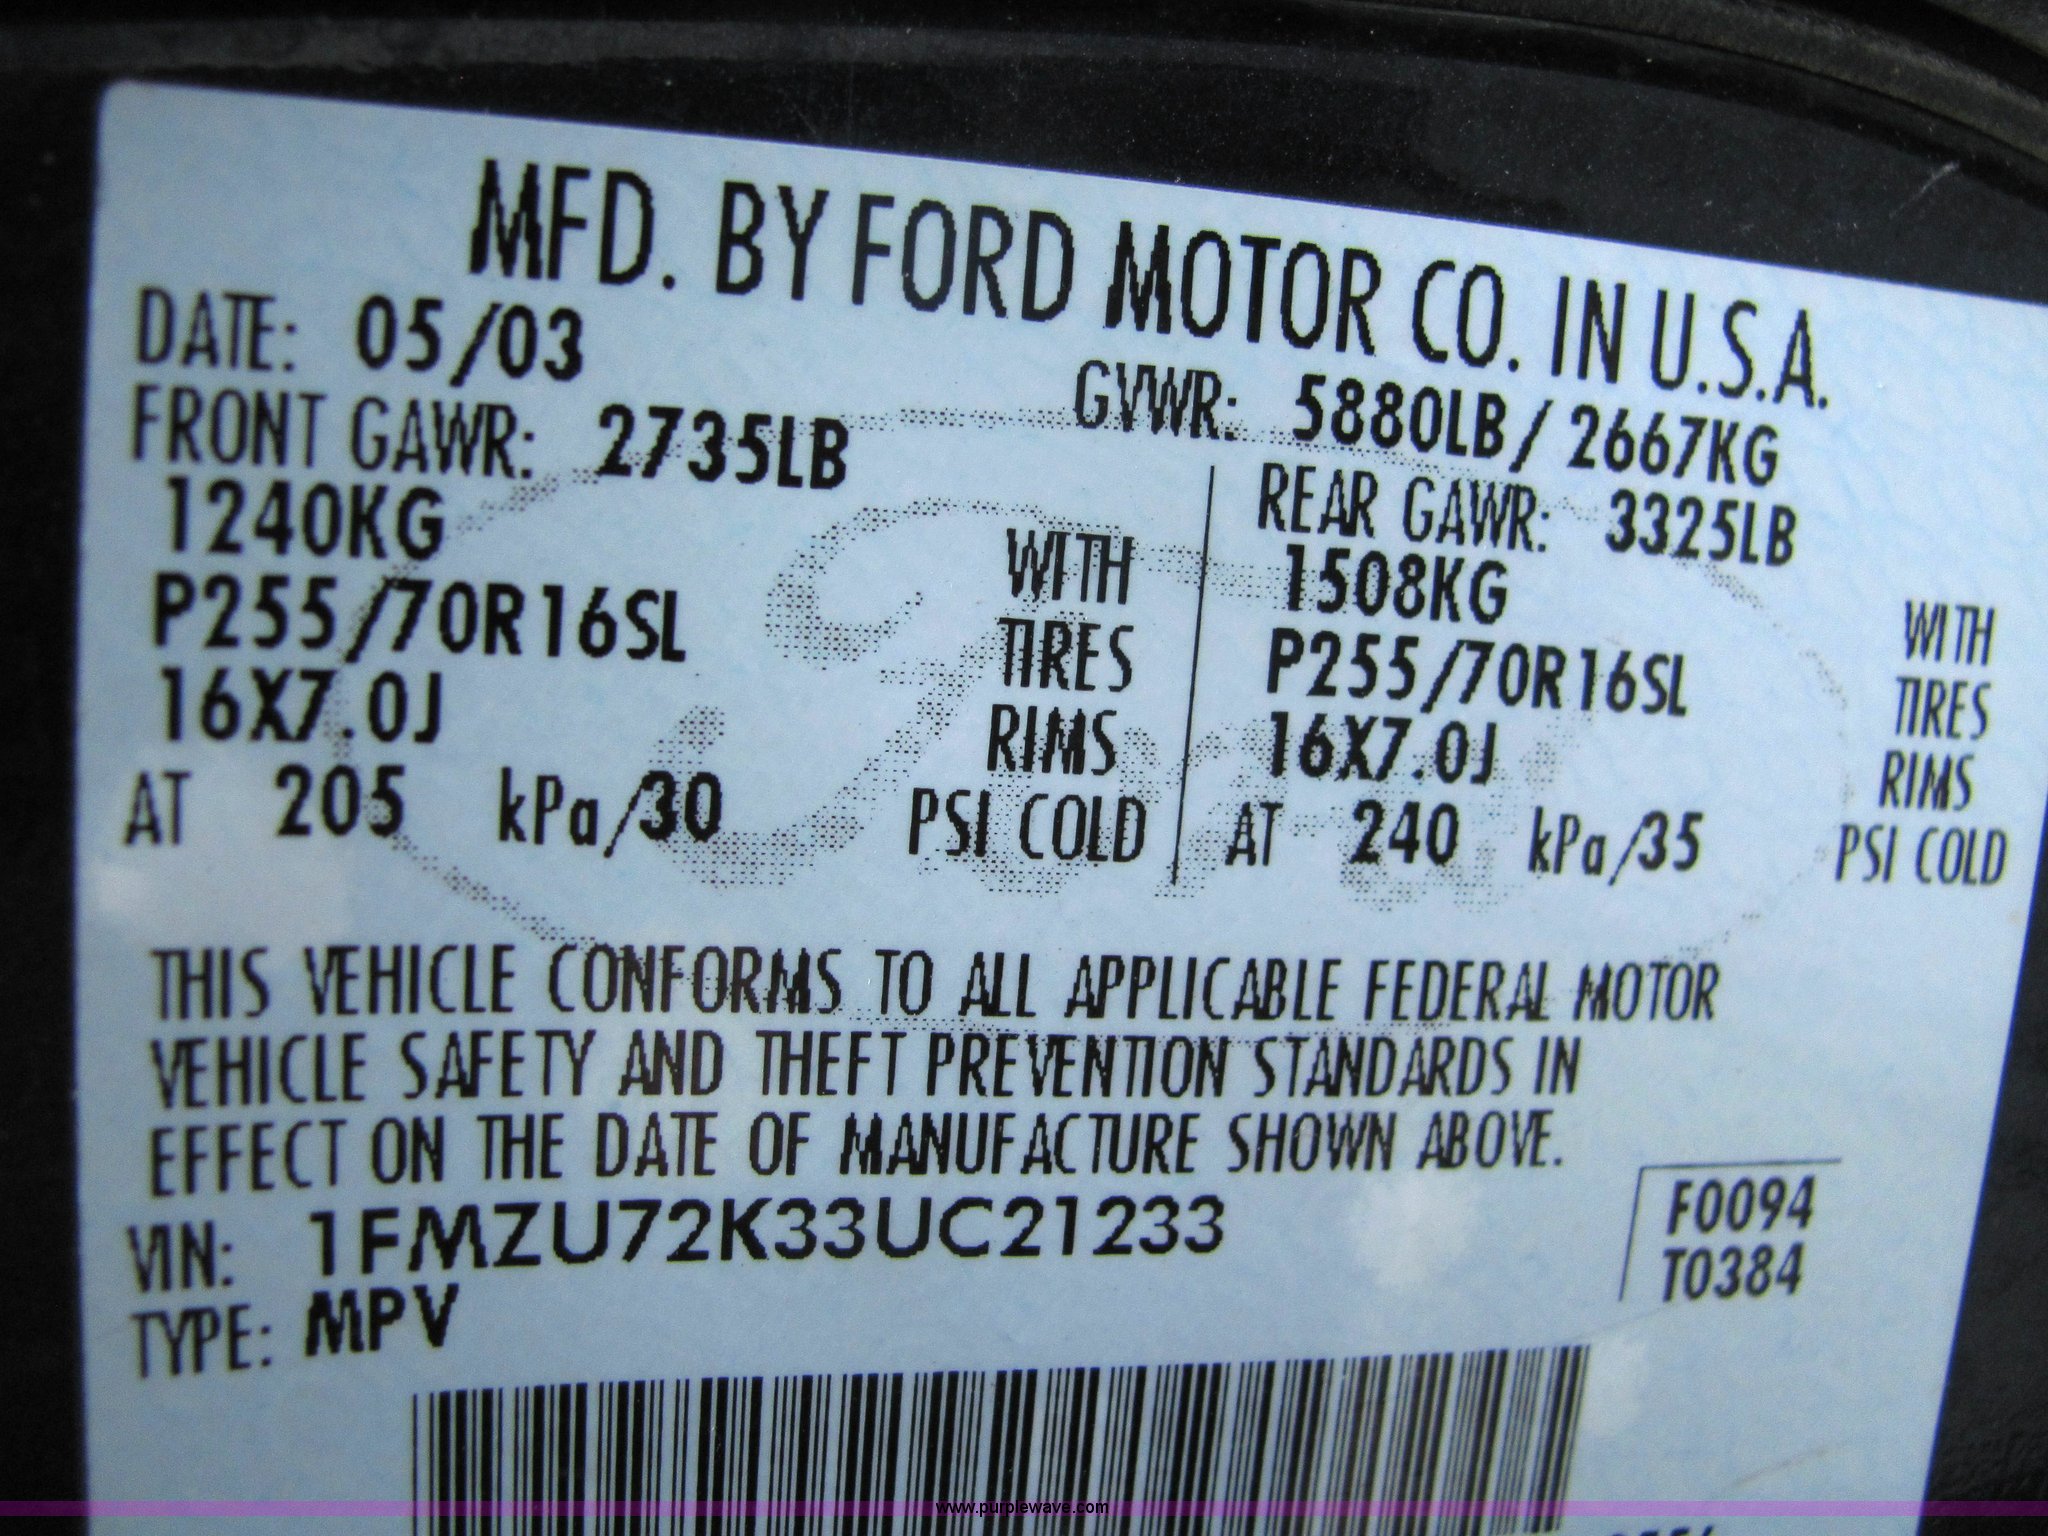 MFD. BY FORD MOTOR CO. IN U.S.A.
DATE: 05/03 GVWR: 5880LB/2667KG
FRONT GAWR: 2735LB REAR GAWR: 3325LB
1240KG WITH 1508KG WITH
P255/70R16SL TIRES P255/70R16SL TIRES
16X7.0J RIMS 16X7.0J RIMS
AT 205 kPa/30 PSI COLD AT 240 kPa/35 PSI COLD
Ford
THIS VEHICLE CONFORMS TO ALL APPLICABLE FEDERAL MOTOR
VEHICLE SAFETY AND THEFT PREVENTION STANDARDS IN
EFFECT ON THE DATE OF MANUFACTURE SHOWN ABOVE.
VIN: 1FMZU72K33UC21233 F0094
TYPE: MPV T0384
www.purplewave.com